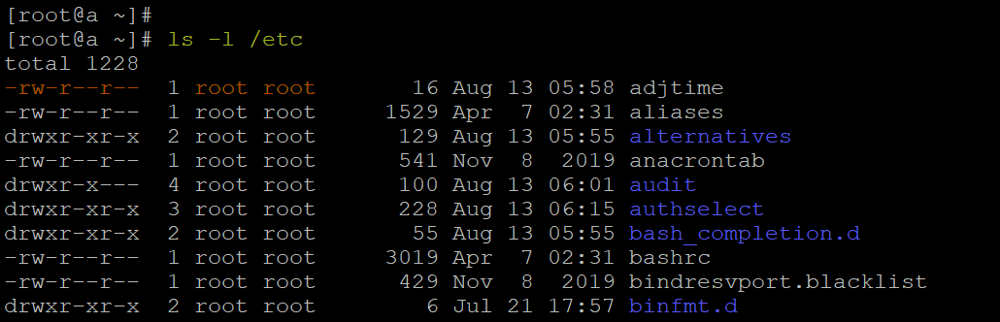 [root@a ~]#
[root@a ~]# ls -l /etc
total 1228
-rw-r--r--  1 root root      16 Aug 13 05:58 adjtime
-rw-r--r--  1 root root    1529 Apr  7 02:31 aliases
drwxr-xr-x  2 root root     129 Aug 13 05:55 alternatives
-rw-r--r--  1 root root     541 Nov  8  2019 anacrontab
drwxr-x---  4 root root     100 Aug 13 06:01 audit
drwxr-xr-x  3 root root     228 Aug 13 06:15 authselect
drwxr-xr-x  2 root root      55 Aug 13 05:55 bash_completion.d
-rw-r--r--  1 root root    3019 Apr  7 02:31 bashrc
-rw-r--r--  1 root root     429 Nov  8  2019 bindresvport.blacklist
drwxr-xr-x  2 root root       6 Jul 21 17:57 binfmt.d